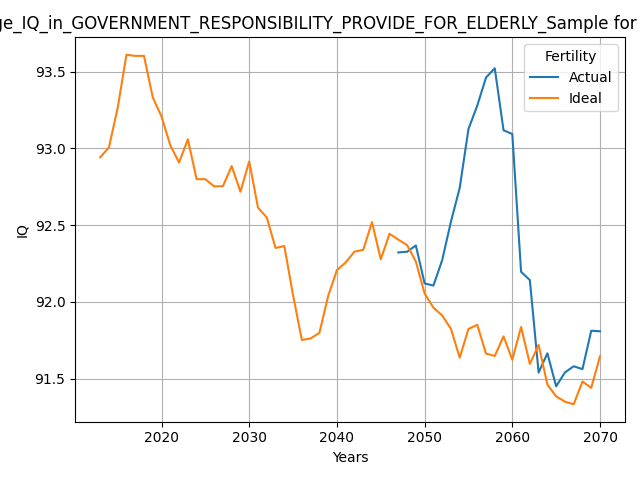 ge_IQ_in_GOVERNMENT_RESPONSIBILITY_PROVIDE_FOR_ELDERLY_Sample for
Fertility
Actual
Ideal
93.5
93.0
92.5
92.0
91.5
IQ
2020 2030 2040 2050 2060 2070
Years